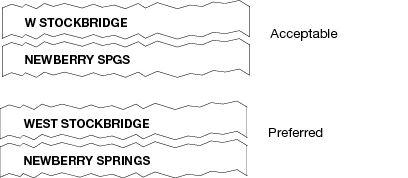 W STOCKBRIDGE
Acceptable
NEWBERRY SPGS
WEST STOCKBRIDGE
Preferred
NEWBERRY SPRINGS